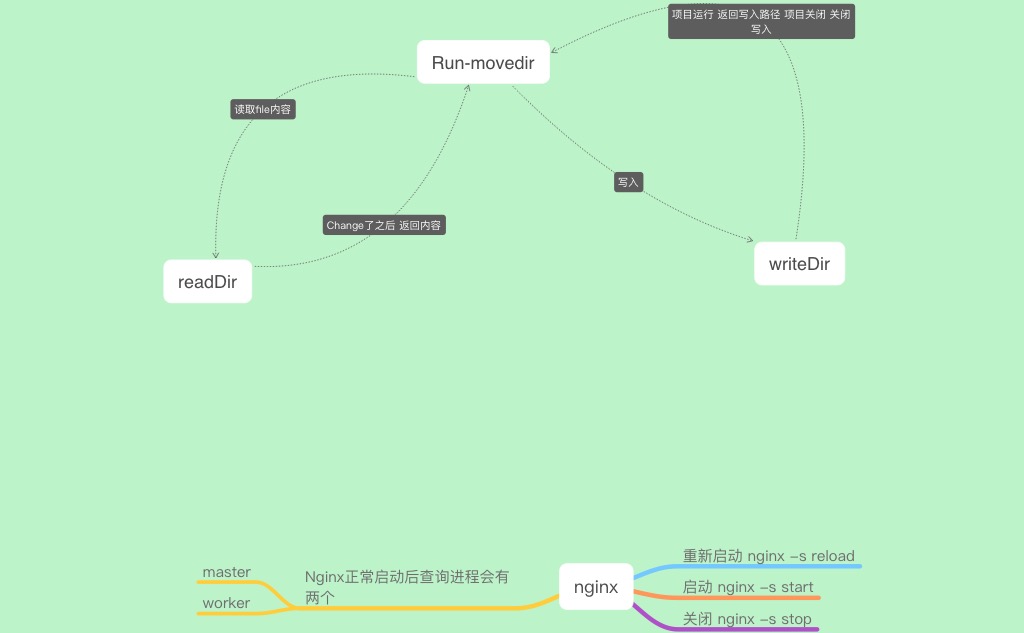 项目运行 返回写入路径 项目关闭 关闭
写入
Run-movedir
读取file内容
写入
Change了之后 返回内容
writeDir
readDir
重新启动 nginx –s reload
master
Nginx正常启动后查询进程会有
两个
nginx
启动 nginx –s start
worker
关闭 nginx –s stop